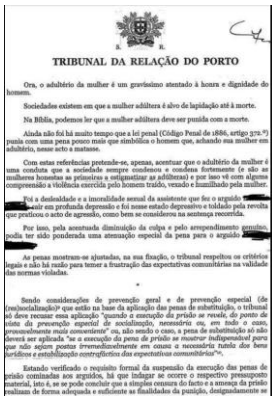 S. R.
TRIBUNAL DA RELAÇÃO DO PORTO
Ora, o adultério da mulher é um gravíssimo atentado à honra e dignidade do
homem.
Sociedades existem em que a mulher adúltera é alvo de lapidação até à morte.
Na Bíblia, podemos ler que a mulher adúltera deve ser punida com a morte.
Ainda não foi há muito tempo que a lei penal (Código Penal de 1886, artigo 372.º)
punia com uma pena pouco mais que simbólica o homem que, achando sua mulher em
adultério, nesse acto a matasse.
Com estas referências pretende-se, apenas, acentuar que o adultério da mulher é
uma conduta que a sociedade sempre condenou e condena fortemente (e são as
mulheres honestas as primeiras a estigmatizar as adúlteras) e por isso vê com alguma
compreensão a violência exercida pelo homem traído, vexado e humilhado pela mulher.
Foi a deslealdade e a imoralidade sexual da assistente que fez o arguido
cair em profunda depressão e foi nesse estado depressivo e toldado pela revolta
que praticou o acto de agressão, como bem se considerou na sentença recorrida.
Por isso, pela acentuada diminuição da culpa e pelo arrependimento genuíno,
podia ter sido ponderada uma atenuação especial da pena para o arguido
As penas mostram-se ajustadas, na sua fixação, o tribunal respeitou os critérios
legais e não há razão para temer a frustração das expectativas comunitárias na validade
das normas violadas.
*
Sendo considerações de prevenção geral e de prevenção especial (de
(res)socialização) que estão na base da aplicação das penas de substituição, o tribunal
só deve recusar essa aplicação "quando a execução da prisão se revele, do ponto de
vista da prevenção especial de socialização, necessária ou, em todo o caso,
provavelmente mais conveniente" ou, não sendo o caso, a pena de substituição só não
deverá ser aplicada "se a execução da pena de prisão se mostrar indispensável para
que não sejam postas irremediavelmente em causa a necessária tutela dos bens
jurídicos e estabilização contrafáctica das expectativas comunitárias".
Estando verificado o requisito formal da suspensão da execução das penas de
prisão cominadas aos arguidos, há que indagar se ocorre o respectivo pressuposto
material, isto é, se se pode concluir que a simples censura do facto e a ameaça da prisão
realizam de forma adequada e suficiente as finalidades da punição, designadamente se